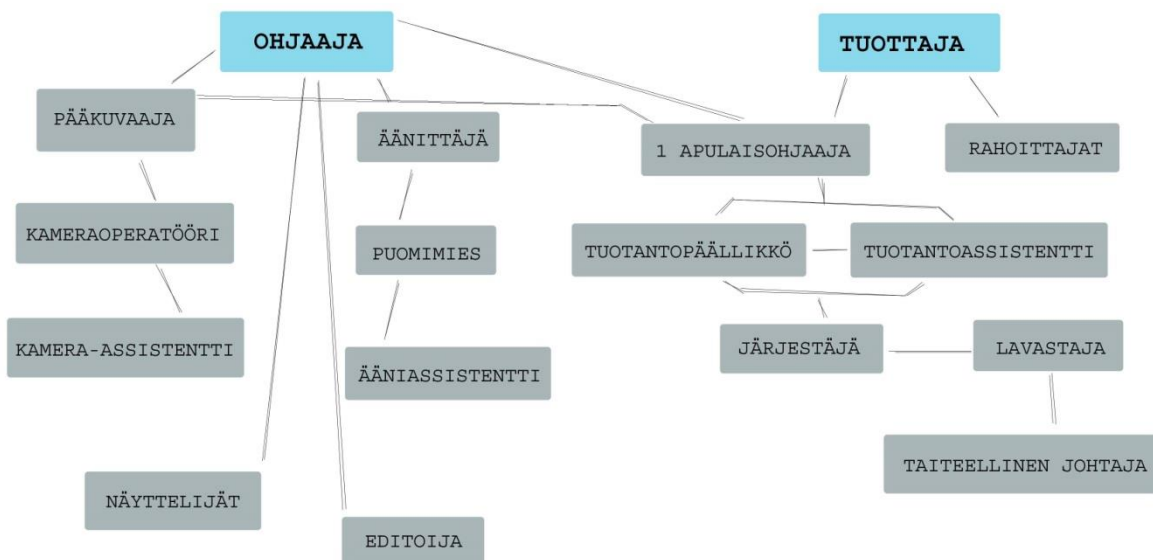 OHJAAJA
TUOTTAJA
PÄÄKUVAAJA
ÄÄNITTÄJÄ
1 APULAISOHJAAJA
RAHOITTAJAT
KAMERAOPERATÖÖRI
PUOMIMIES
TUOTANTOPÄÄLLIKKÖ
TUOTANTOASSISTENTTI
KAMERA-ASSISTENTTI
ÄÄNIASSISTENTTI
JÄRJESTÄJÄ
LAVASTAJA
TAITEELLINEN JOHTAJA
NÄYTTELIJÄT
EDITOIJA